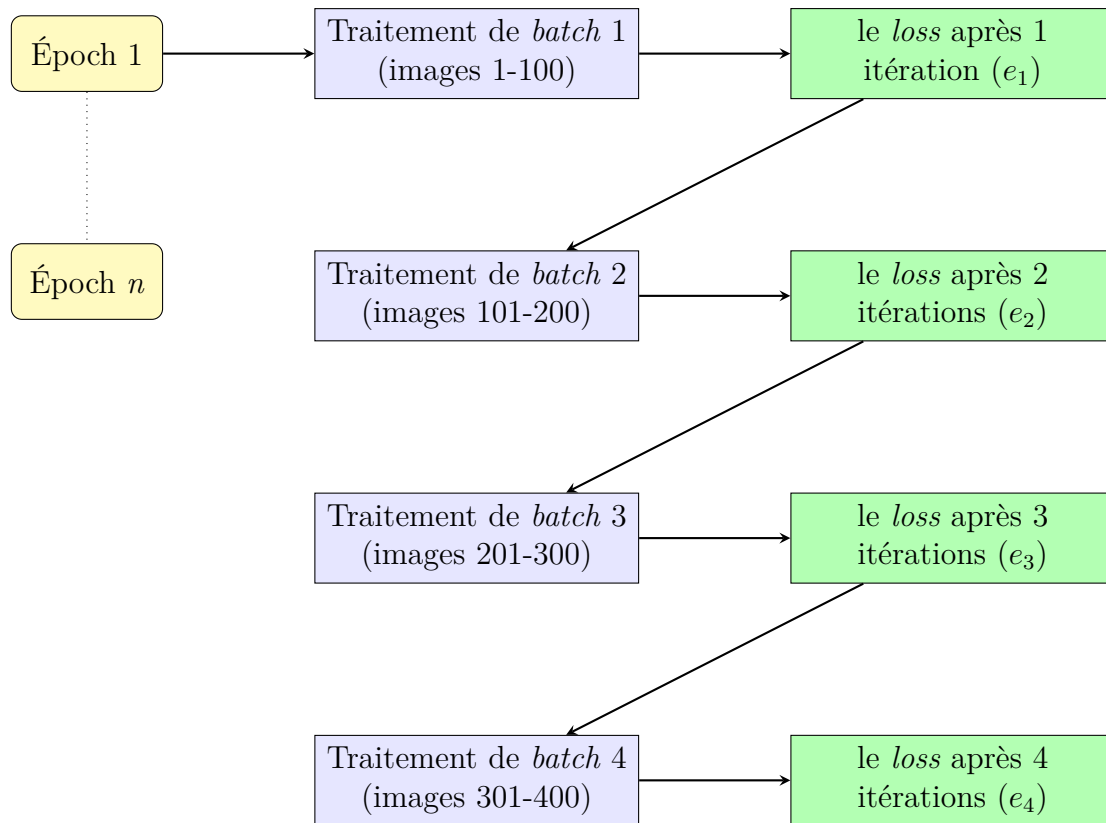 Époch 1
Traitement de batch 1
(images 1-100)
le loss après 1
itération (e₁)
Époch n
Traitement de batch 2
(images 101-200)
le loss après 2
itérations (e₂)
Traitement de batch 3
(images 201-300)
le loss après 3
itérations (e₃)
Traitement de batch 4
(images 301-400)
le loss après 4
itérations (e₄)